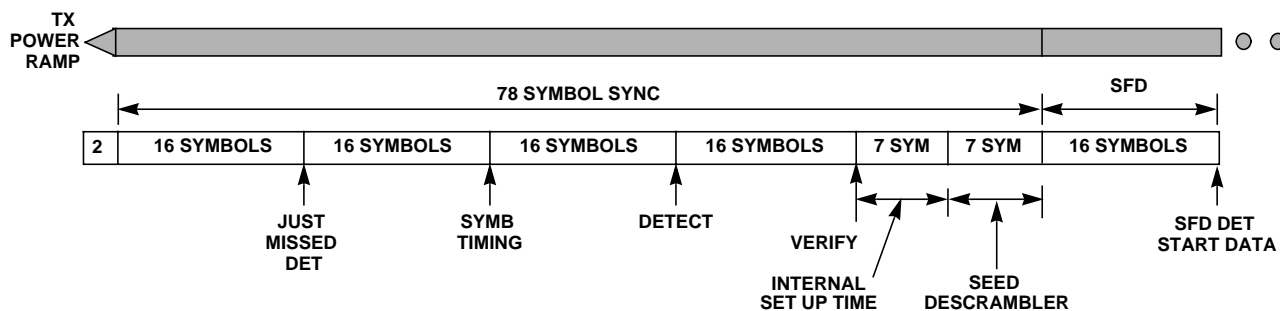 TX
POWER
RAMP
78 SYMBOL SYNC
SFD
2
16 SYMBOLS
16 SYMBOLS
16 SYMBOLS
16 SYMBOLS
7 SYM
7 SYM
16 SYMBOLS
JUST
MISSED
DET
SYMB
TIMING
DETECT
VERIFY
INTERNAL
SET UP TIME
SEED
DESCRAMBLER
SFD DET
START DATA